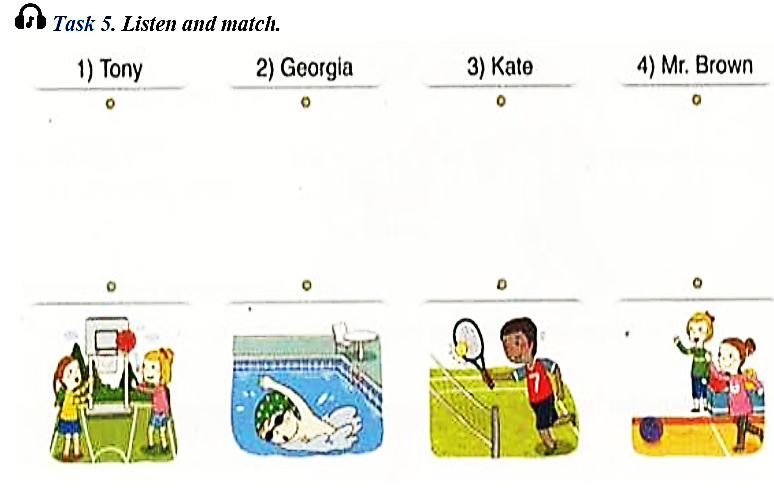 Task 5. Listen and match.
1) Tony
2) Georgia
3) Kate
4) Mr. Brown
7